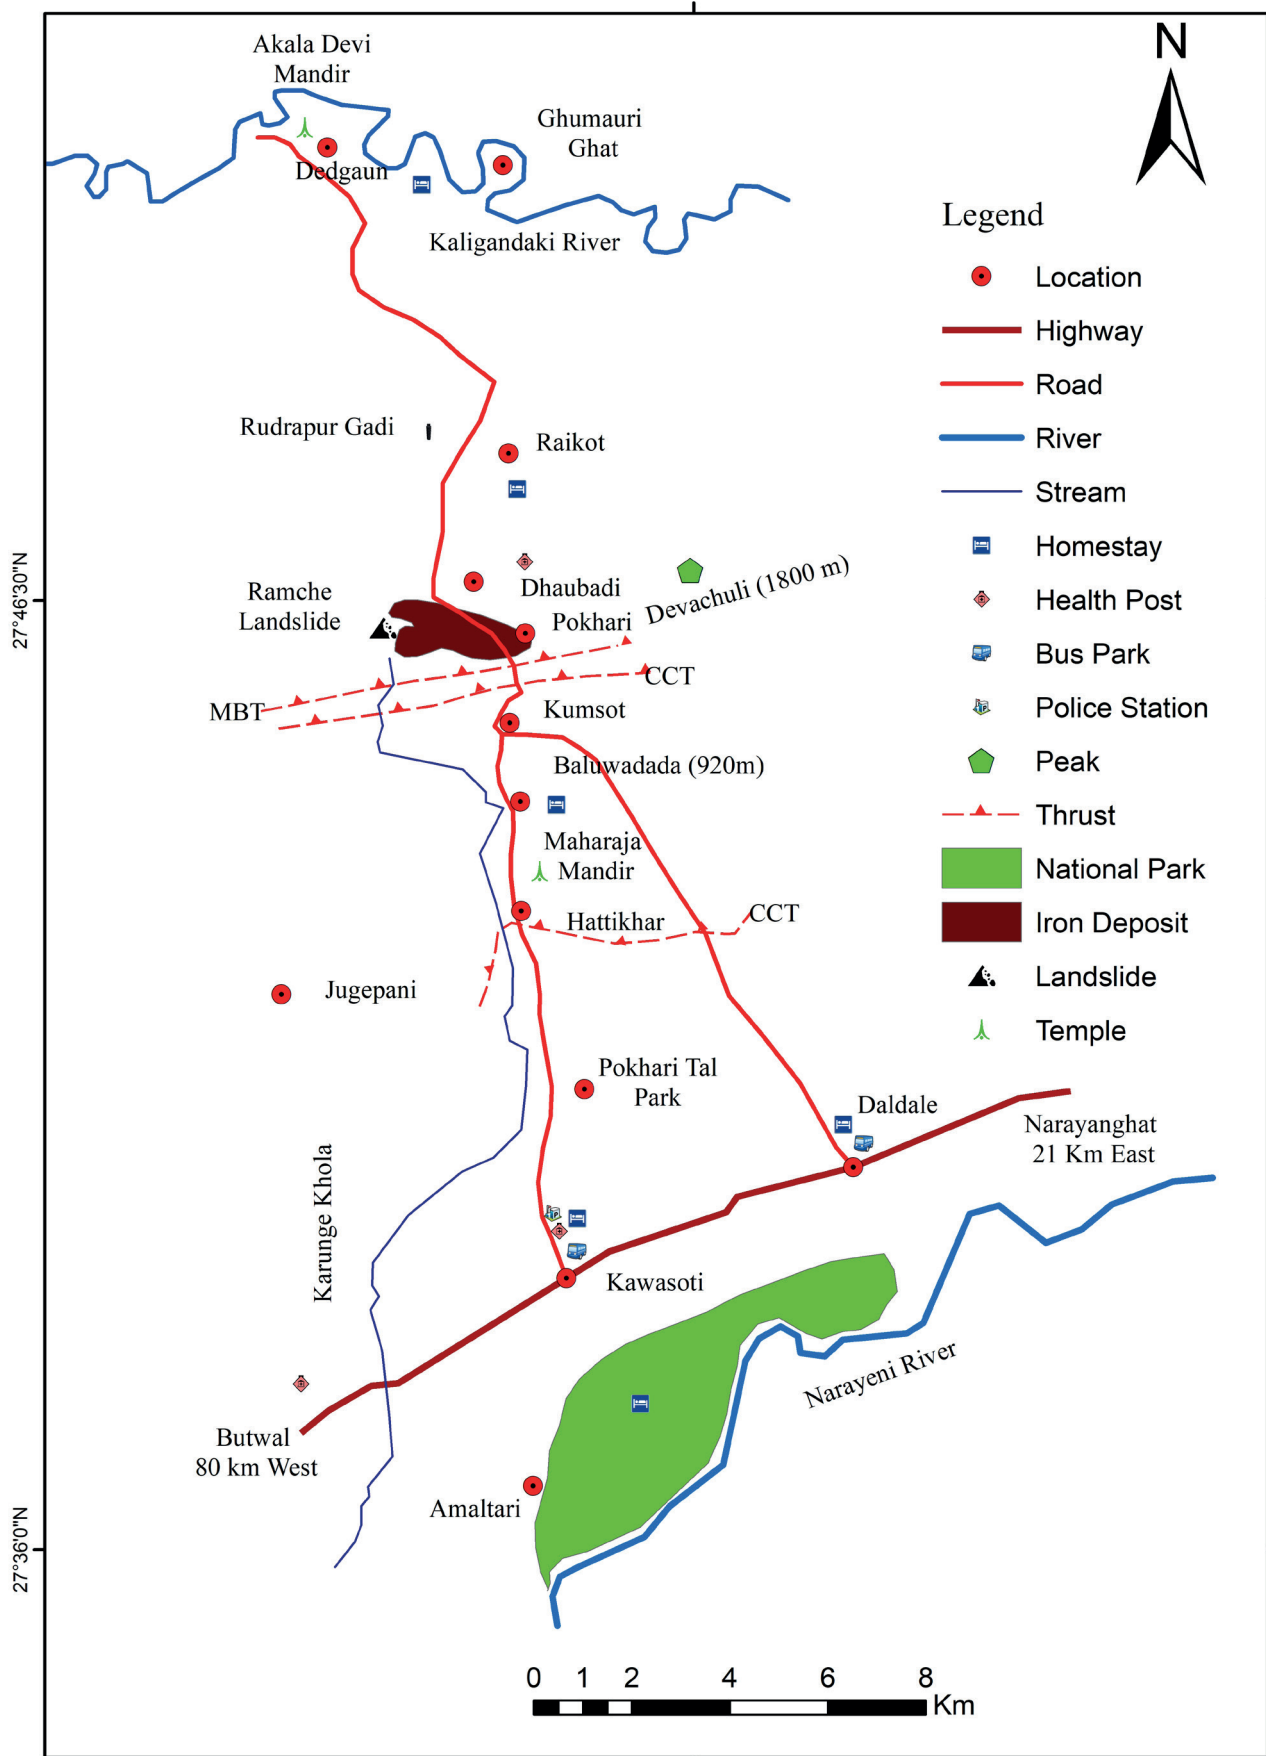 Akala Devi
Mandir
Ghumauri
Ghat
Dedgaun
Kaligandaki River
N
Legend
Location
Highway
Road
River
Stream
Homestay
Health Post
Bus Park
Police Station
Peak
Thrust
National Park
Iron Deposit
Landslide
Temple
Rudrapur Gadi
Raikot
27°46'30"N
Ramche
Landslide
Dhaubadi
Pokhari
Devachuli (1800 m)
CCT
MBT
Kumsot
Baluwadada (920m)
Maharaja
Mandir
Hattikhar
CCT
Jugepani
Pokhari Tal
Park
Daldale
Narayanghat
21 Km East
Karunge Khola
Kawasoti
Narayeni River
Butwal
80 km West
Amaltari
27°36'0"N
0 1 2 4 6 8
Km